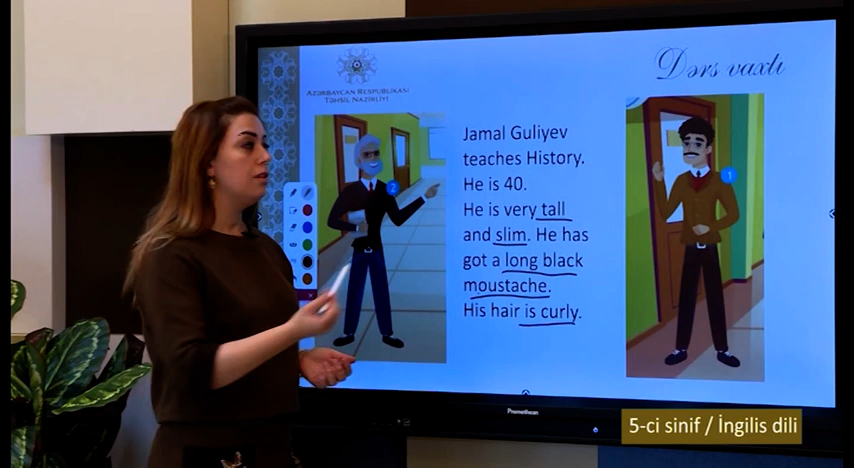 AZƏRBAYCAN RESPUBLİKASI
TƏHSİL NAZİRLİYİ
Dərs vaxtı
Jamal Guliyev
teaches History.
He is 40.
He is very tall
and slim. He has
got a long black
moustache.
His hair is curly.
2
1
Promethean
5-ci sinif / İngilis dili